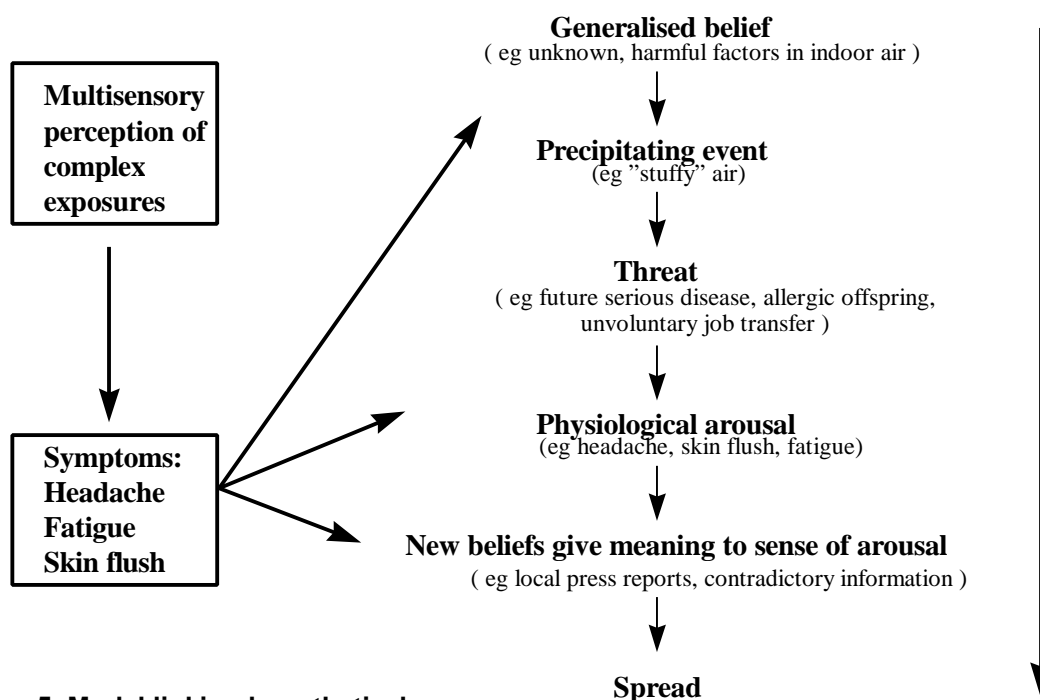 Multisensory
perception of
complex
exposures
Symptoms:
Headache
Fatigue
Skin flush
Generalised belief
( eg unknown, harmful factors in indoor air )
Precipitating event
(eg ”stuffy” air)
Threat
( eg future serious disease, allergic offspring,
unvoluntary job transfer )
Physiological arousal
(eg headache, skin flush, fatigue)
New beliefs give meaning to sense of arousal
( eg local press reports, contradictory information )
Spread